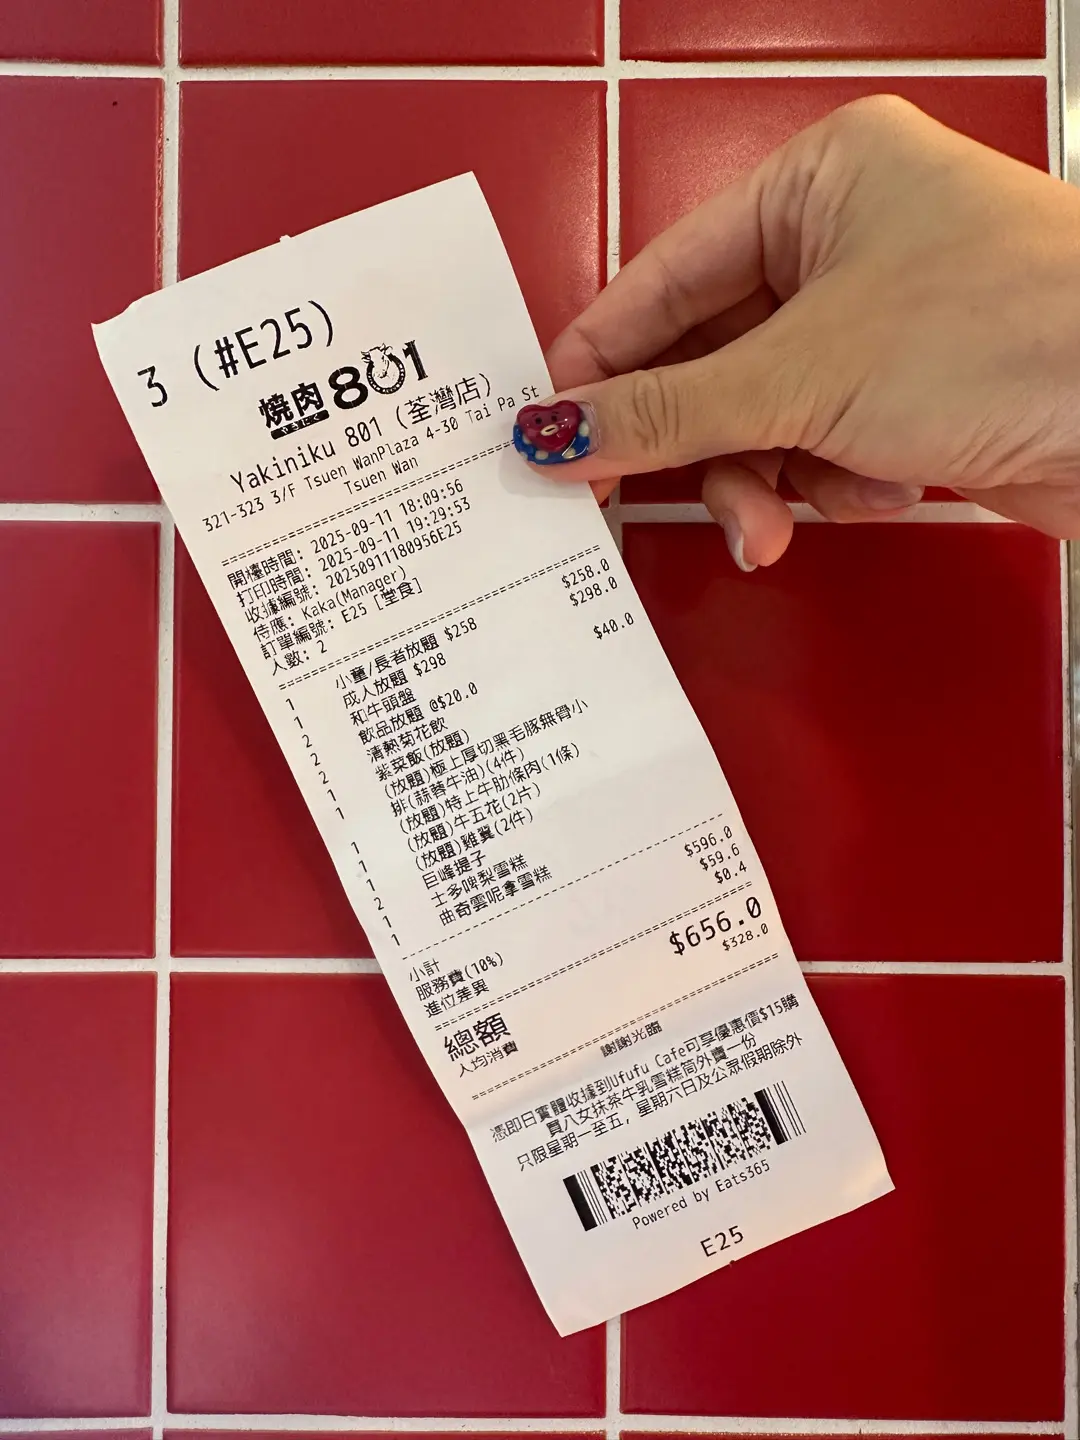 3 (#E25)
焼肉801
やきにく
Yakiniku 801 (荃灣店)
321-323 3/F Tsuen WanPlaza 4-30 Tai Pa St
Tsuen Wan
開檯時間: 2025-09-11 18:09:56
打印時間: 2025-09-11 19:29:53
收據編號: 20250911180956E25
侍應: Kaka(Manager)
訂單編號: E25 [堂食]
人數: 2
1 小童/長者放題 $258 $258.0
1 成人放題 $298 $298.0
2 和牛頭盤
2 飲品放題 @$20.0 $40.0
2 清熱菊花飲
1 紫菜飯(放題)
1 (放題)極上厚切黑毛豚無骨小
排(蒜蓉牛油)(4件)
1 (放題)特上牛肋條肉(1條)
1 (放題)牛五花(2片)
2 (放題)雞翼(2件)
1 巨峰提子
1 士多啤梨雪糕
曲奇雲呢拿雪糕
小計 $596.0
服務費(10%) $59.6
進位差異 $0.4
總額 $656.0
人均消費 $328.0
謝謝光臨
憑即日實體收據到Ufufu Cafe可享優惠價$15購
買八女抹茶牛乳雪糕筒外賣一份
只限星期一至五, 星期六日及公眾假期除外
Powered by Eats365
E25